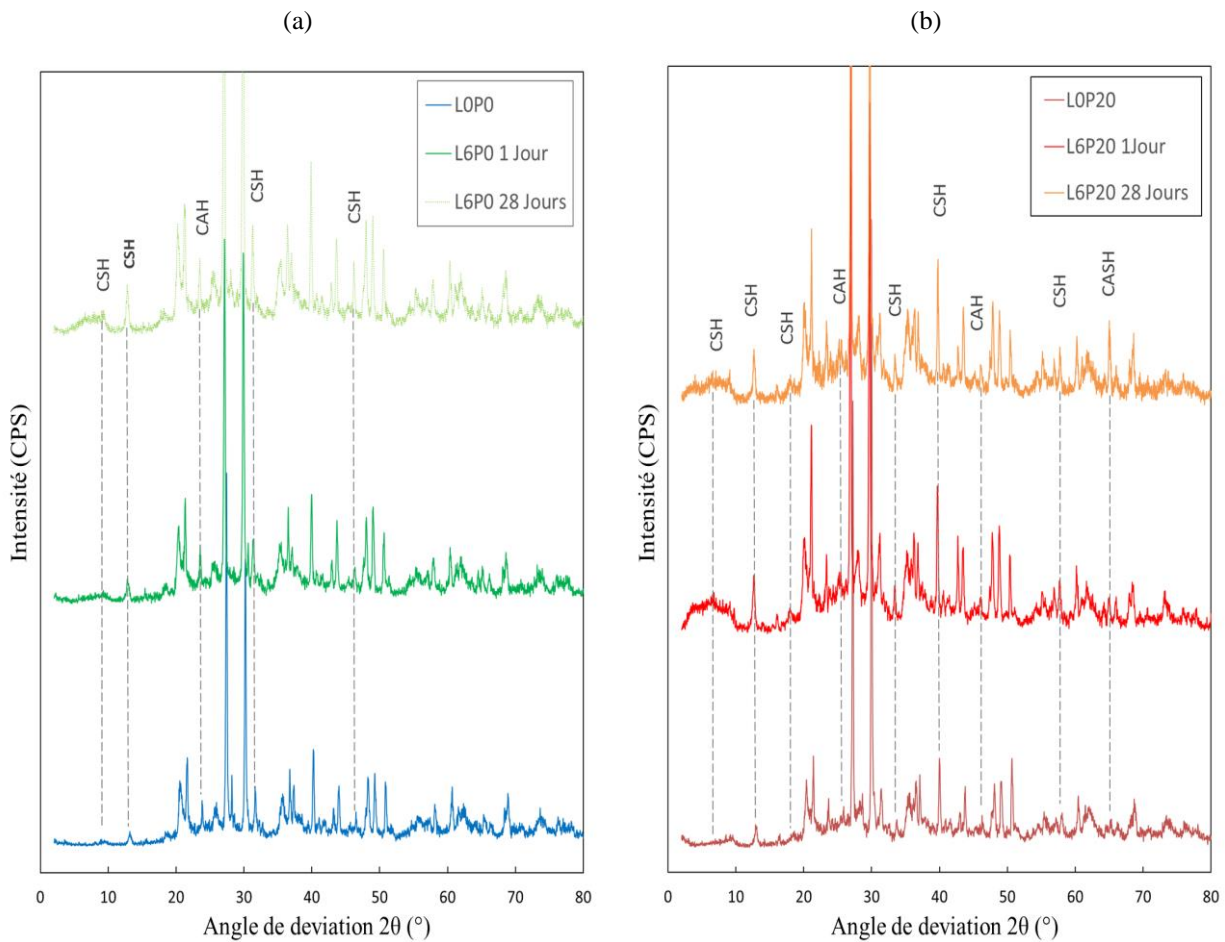 (a)
L0P0
L6P0 1 Jour
L6P0 28 Jours
CSH
CSH
CAH
CSH
CSH
Intensité (CPS)
0 10 20 30 40 50 60 70 80
Angle de deviation 2θ (°)
(b)
L0P20
L6P20 1Jour
L6P20 28 Jours
CSH
CSH
CSH
CAH
CSH
CSH
CAH
CSH
CASH
Intensité (CPS)
0 10 20 30 40 50 60 70 80
Angle de deviation 2θ (°)